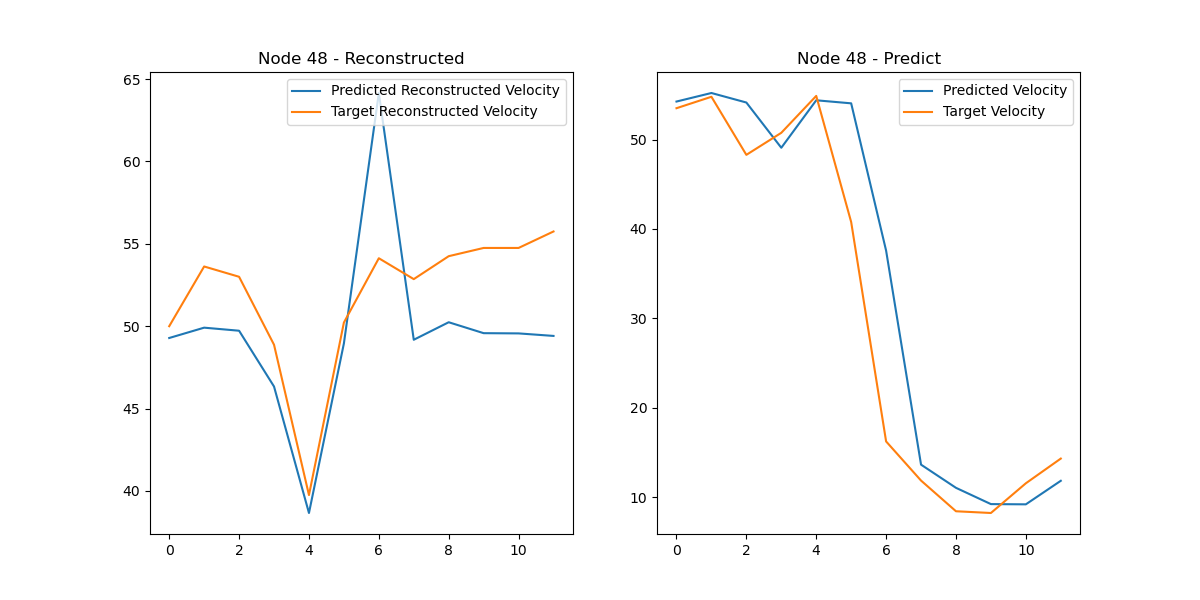 Node 48 - Reconstructed
Predicted Reconstructed Velocity
Target Reconstructed Velocity
65
60
55
50
45
40
0 2 4 6 8 10
Node 48 - Predict
Predicted Velocity
Target Velocity
50
40
30
20
10
0 2 4 6 8 10